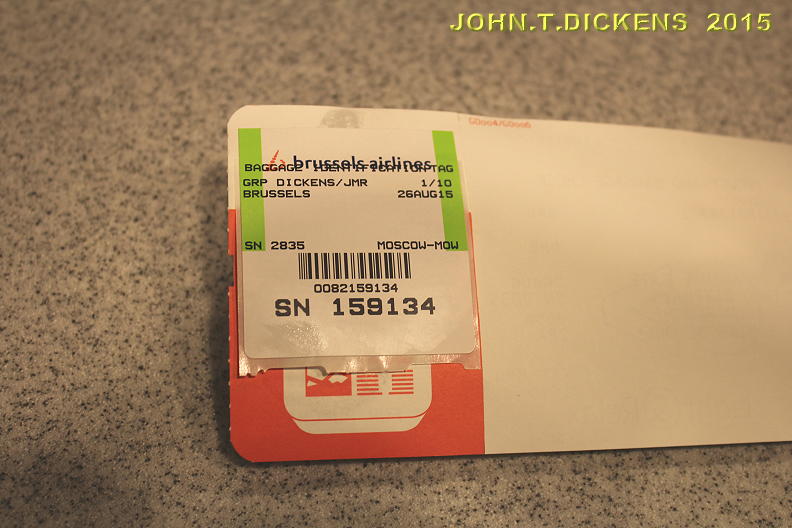 JOHN.T.DICKENS 2015
brussels airlines
BAGGAGE IDENTIFICATION TAG
GRP DICKENS/JMR 1/10
BRUSSELS 26AUG15
SN 2835 MOSCOW-MOW
0082159134
SN 159134